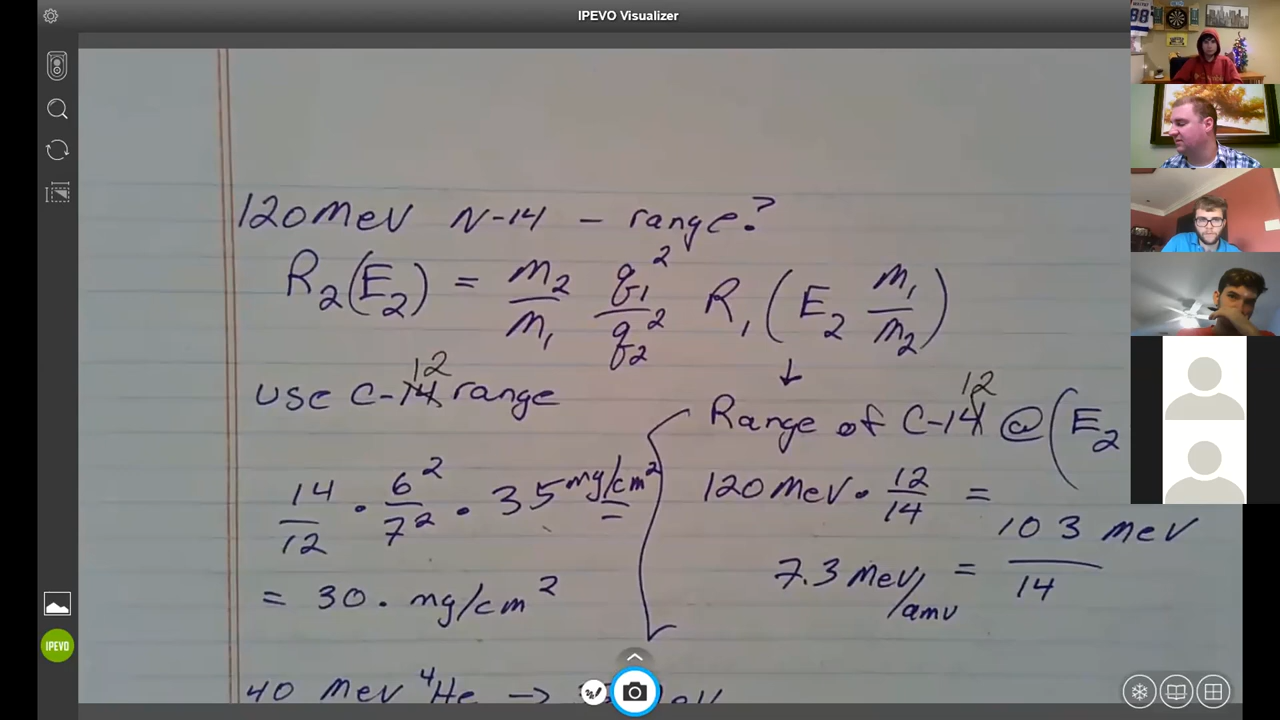 IPEVO Visualizer
88
120 MeV N-14 - range?
R₂(E₂) = m₂/m₁ q₁²/q₂² R₁(E₂ m₁/m₂)
↓
use C-12 range
Range of C-12 @ (E₂
14/12 · 6²/7² · 35 mg/cm²
120 MeV · 12/14 =
103 MeV/14
7.3 MeV/amu =
= 30. mg/cm²
40 MeV ⁴He →
IPEVO